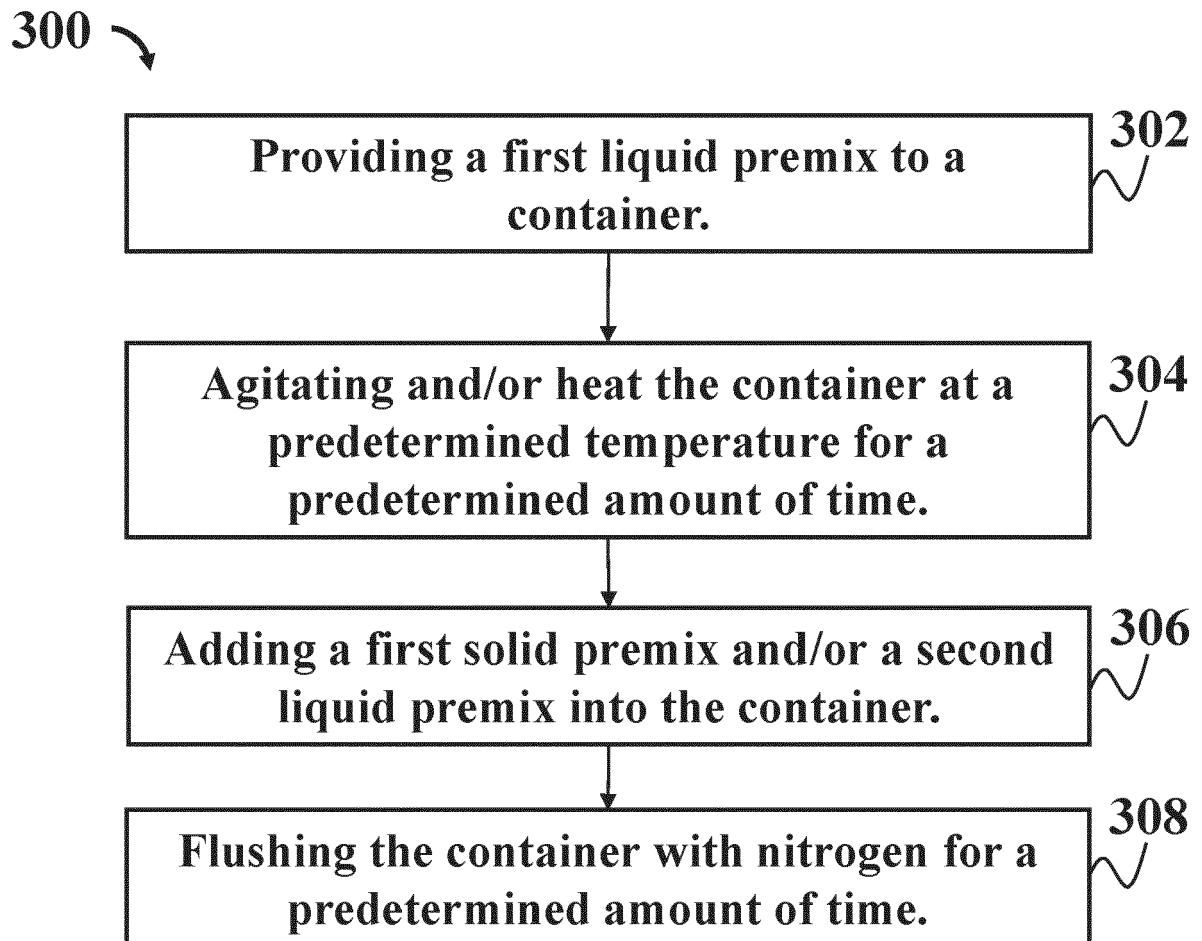 300
302
Providing a first liquid premix to a
container.
304
Agitating and/or heat the container at a
predetermined temperature for a
predetermined amount of time.
306
Adding a first solid premix and/or a second
liquid premix into the container.
308
Flushing the container with nitrogen for a
predetermined amount of time.